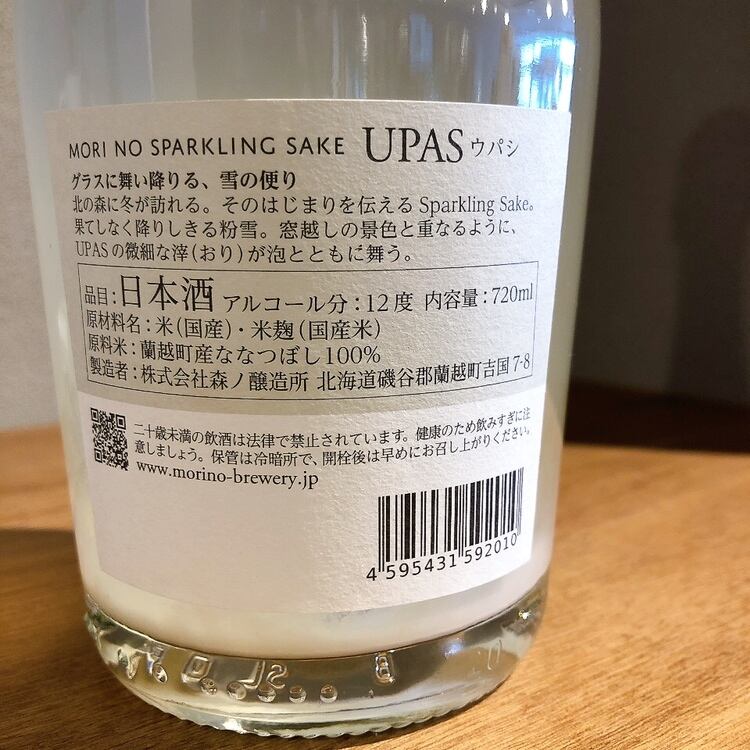 MORI NO SPARKLING SAKE UPAS ウパシ
グラスに舞い降りる、雪の便り
北の森に冬が訪れる。そのはじまりを伝える Sparkling Sake。
果てしなく降りしきる粉雪。窓越しの景色と重なるように、
UPASの微細な滓（おり）が泡とともに舞う。
品目：日本酒 アルコール分：12度 内容量：720ml
原材料名：米（国産）・米麹（国産米）
原料米：蘭越町産ななつぼし100％
製造者：株式会社森ノ醸造所 北海道磯谷郡蘭越町吉国7-8
二十歳未満の飲酒は法律で禁止されています。健康のため飲みすぎに注
意しましょう。保管は冷暗所で、開栓後は早めにお召し上がりください。
www.morino-brewery.jp
4 595431 592010